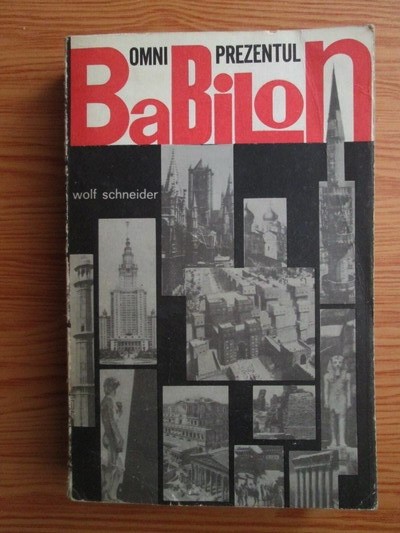 OMNI PREZENTUL
BaBiLon
wolf schneider